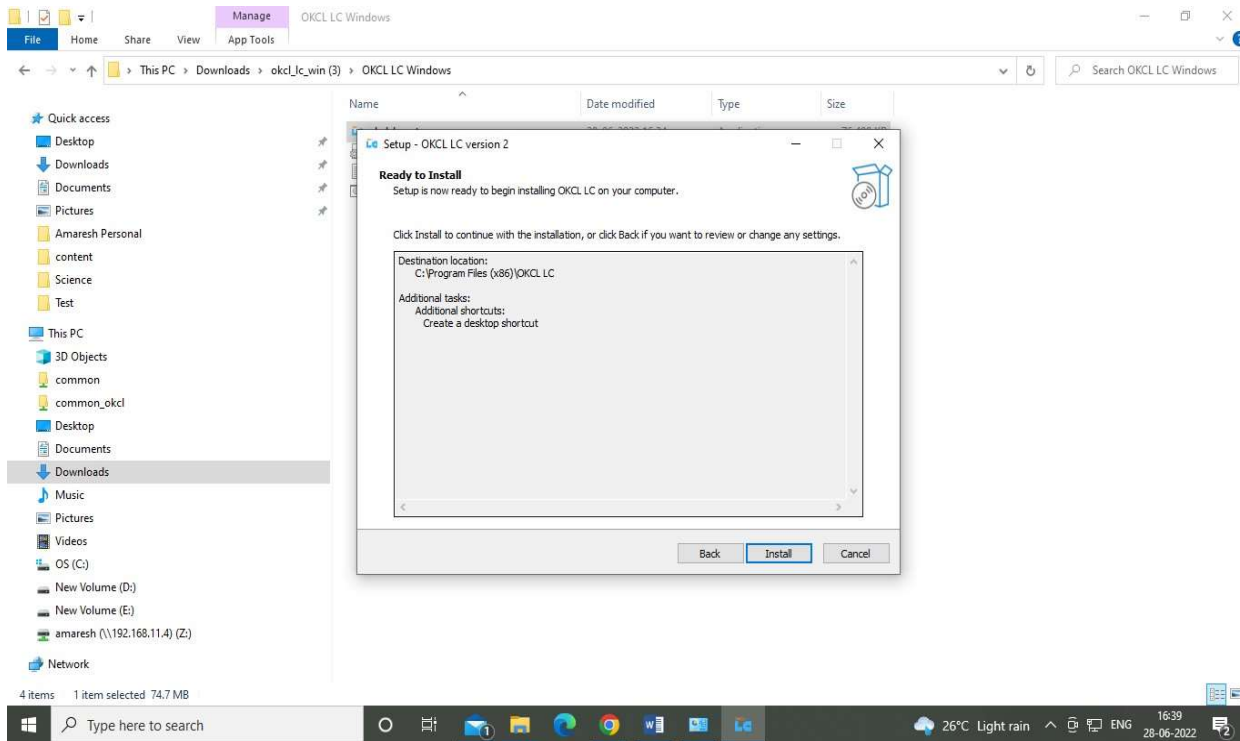 Manage
OKCL LC Windows
File Home Share View App Tools
This PC > Downloads > okcl_lc_win (3) > OKCL LC Windows
Search OKCL LC Windows
Name Date modified Type Size
Quick access
Desktop
Downloads
Documents
Pictures
Amaresh Personal
content
Science
Test
This PC
3D Objects
common
common_okcl
Desktop
Documents
Downloads
Music
Pictures
Videos
OS (C:)
New Volume (D:)
New Volume (E:)
amaresh (\\192.168.11.4) (Z:)
Network
Setup - OKCL LC version 2
Ready to Install
Setup is now ready to begin installing OKCL LC on your computer.
Click Install to continue with the installation, or click Back if you want to review or change any settings.
Destination location:
C:\Program Files (x86)\OKCL LC
Additional tasks:
Additional shortcuts:
Create a desktop shortcut
Back Install Cancel
4 items 1 item selected 74.7 MB
Type here to search
26°C Light rain
ENG
16:39
28-06-2022
2